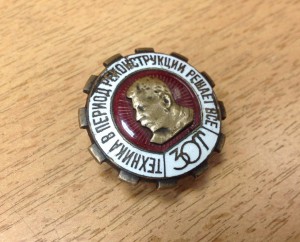 ТЕХНИКА В ПЕРИОД РЕКОНСТРУКЦИИ РЕШАЕТ ВСЕ
ЗОТ